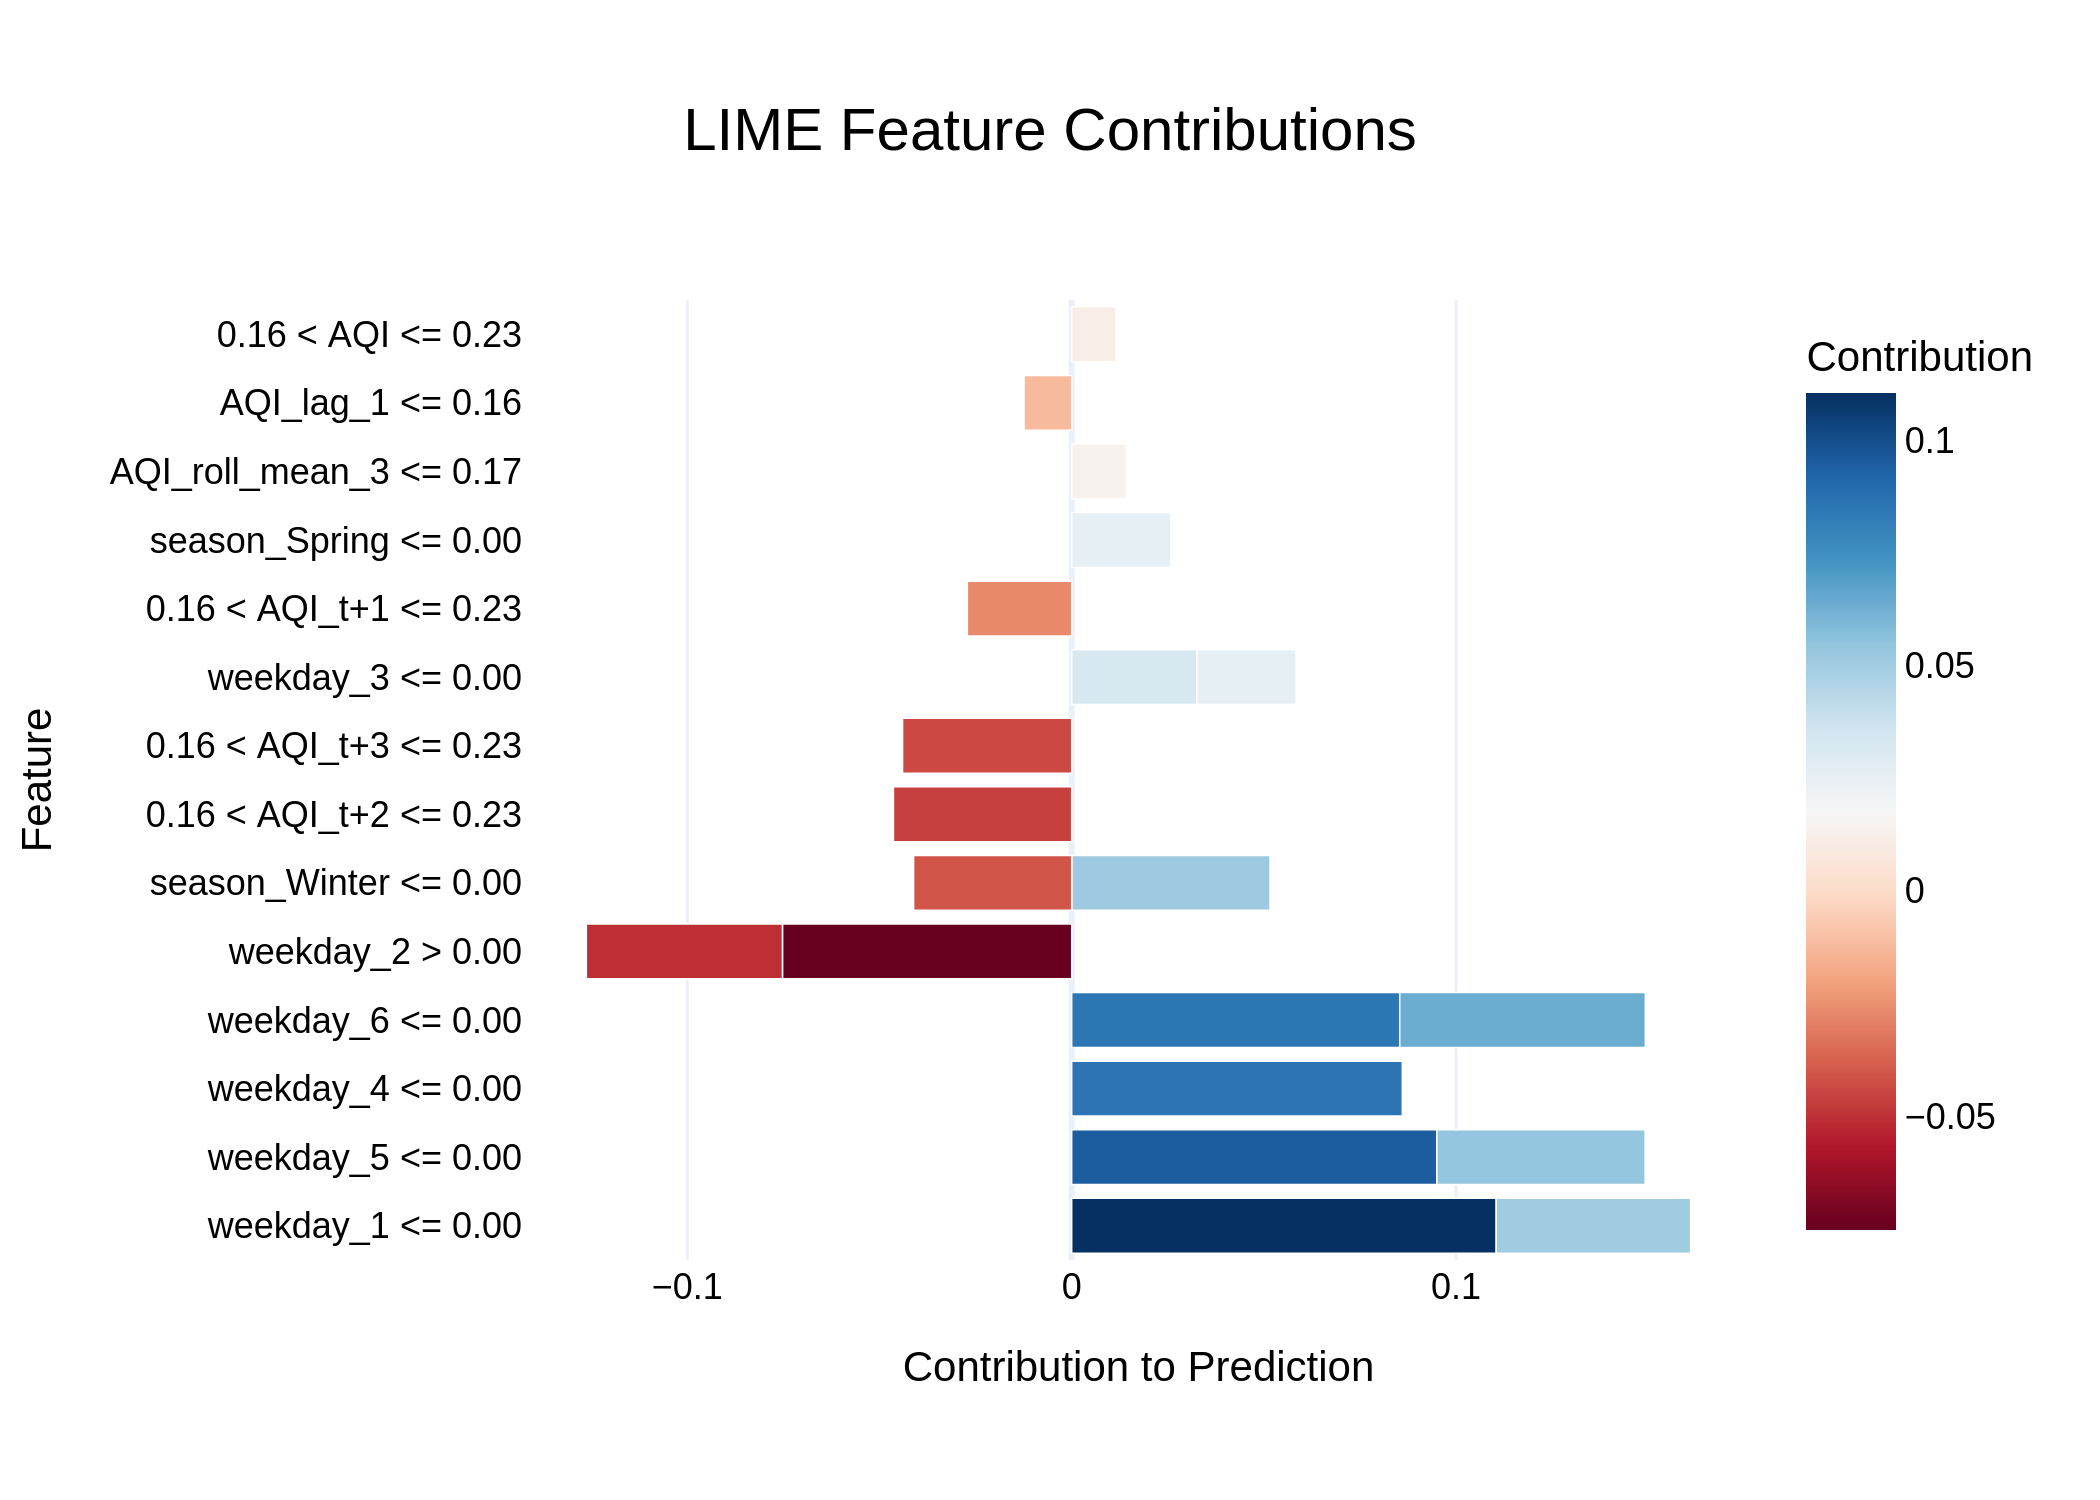 LIME Feature Contributions
Feature
0.16 < AQI <= 0.23
AQI_lag_1 <= 0.16
AQI_roll_mean_3 <= 0.17
season_Spring <= 0.00
0.16 < AQI_t+1 <= 0.23
weekday_3 <= 0.00
0.16 < AQI_t+3 <= 0.23
0.16 < AQI_t+2 <= 0.23
season_Winter <= 0.00
weekday_2 > 0.00
weekday_6 <= 0.00
weekday_4 <= 0.00
weekday_5 <= 0.00
weekday_1 <= 0.00
−0.1 0 0.1
Contribution to Prediction
Contribution
0.1
0.05
0
−0.05